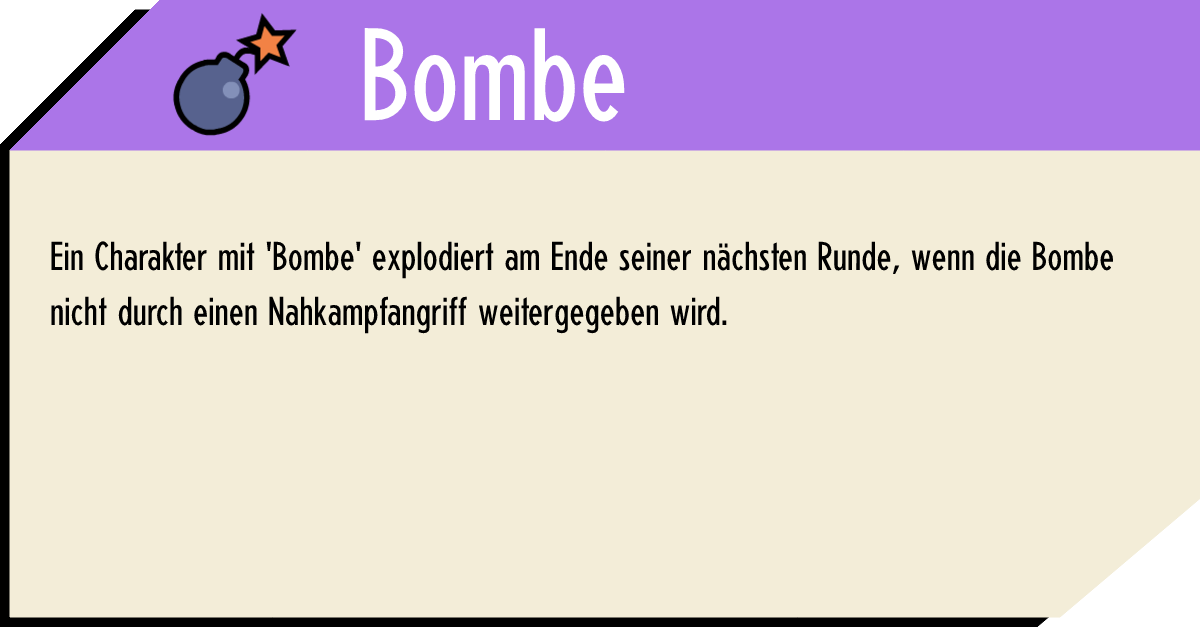 Bombe
Ein Charakter mit 'Bombe' explodiert am Ende seiner nächsten Runde, wenn die Bombe
nicht durch einen Nahkampfangriff weitergegeben wird.